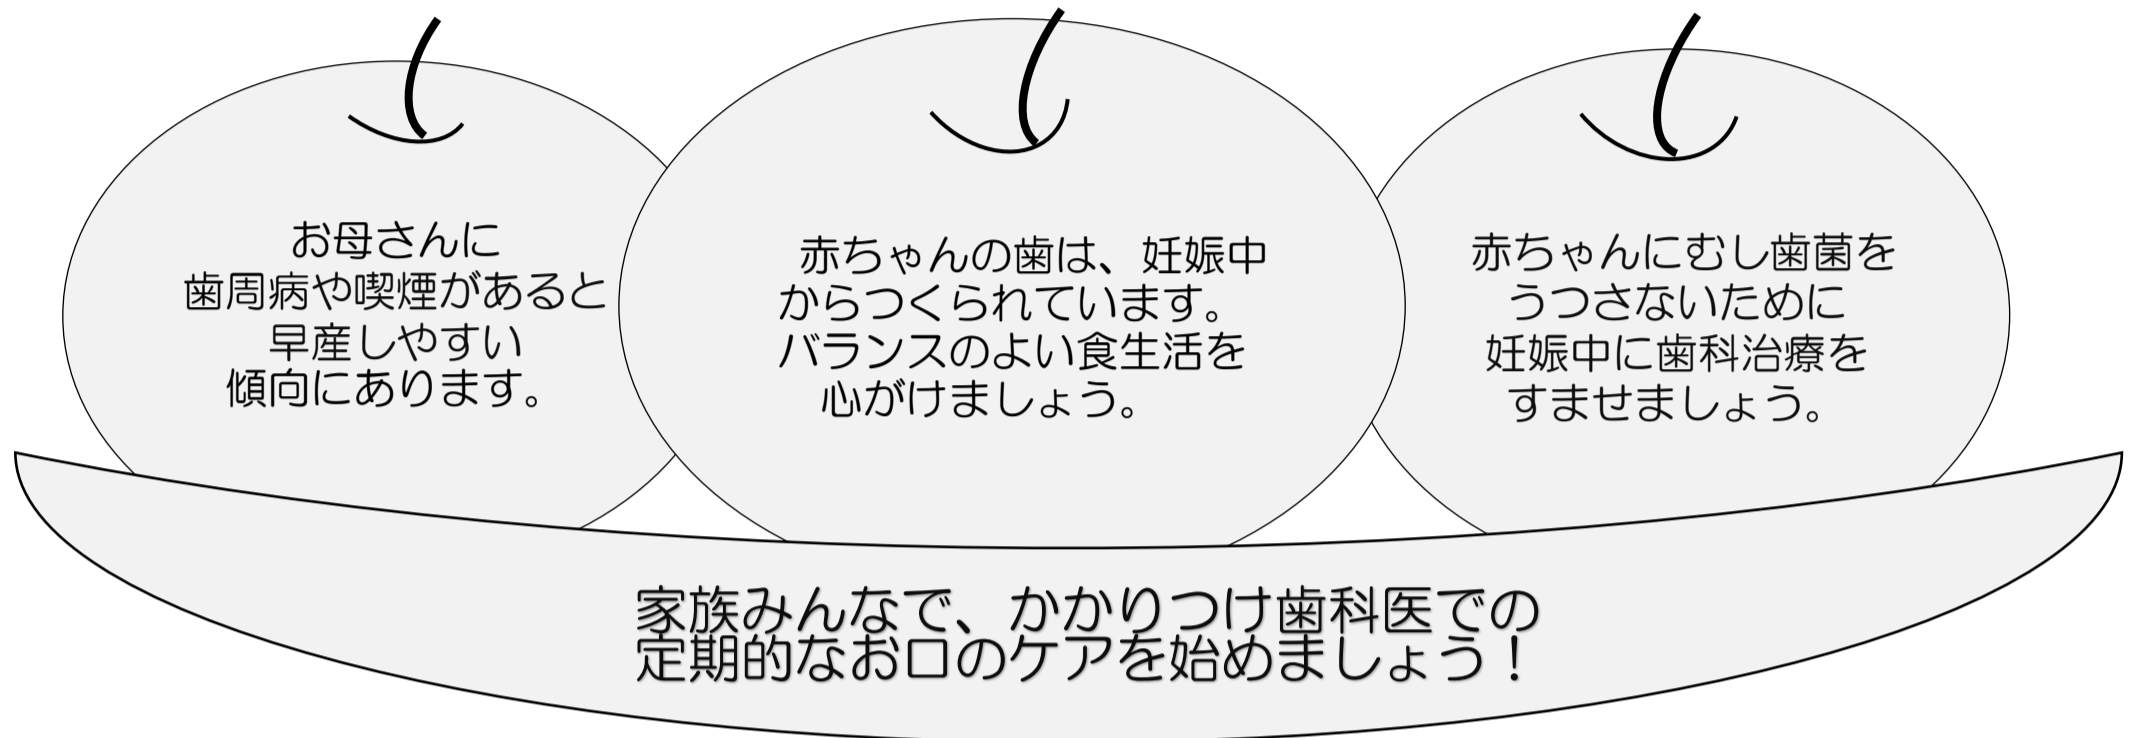 お母さんに
歯周病や喫煙があると
早産しやすい
傾向にあります。
赤ちゃんの歯は、妊娠中
からつくられています。
バランスのよい食生活を
心がけましょう。
赤ちゃんにむし歯菌を
うつさないために
妊娠中に歯科治療を
すませましょう。
家族みんなで、かかりつけ歯科医での
定期的なお口のケアを始めましょう！